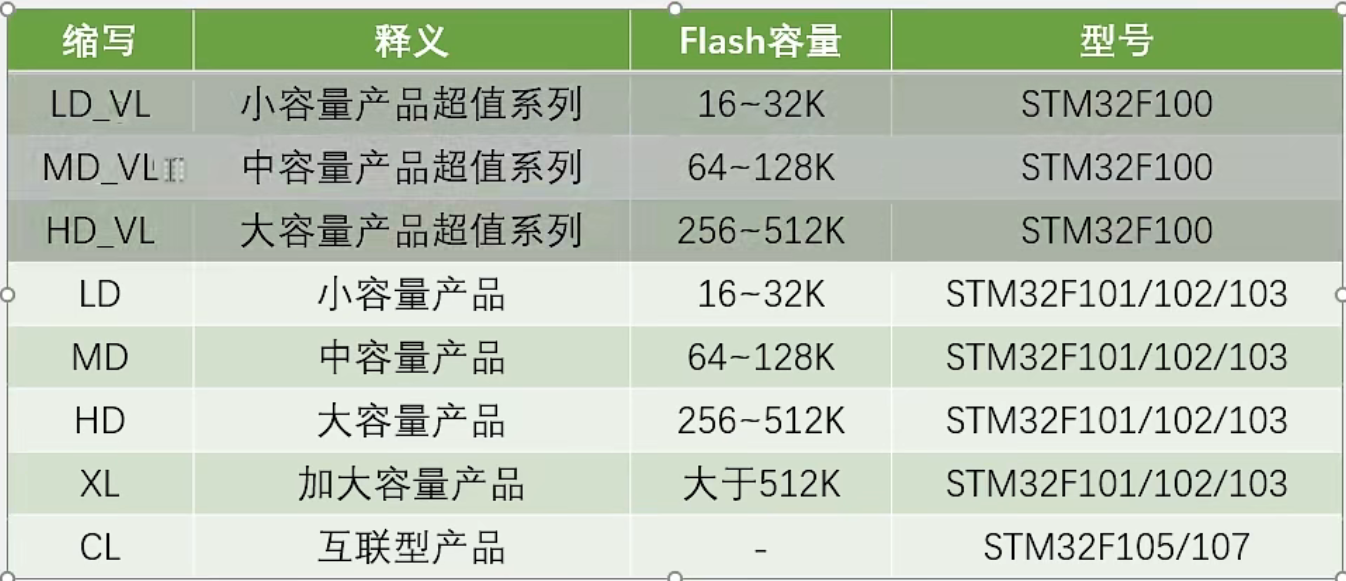 缩写 释义 Flash容量 型号
LD_VL 小容量产品超值系列 16~32K STM32F100
MD_VL 中容量产品超值系列 64~128K STM32F100
HD_VL 大容量产品超值系列 256~512K STM32F100
LD 小容量产品 16~32K STM32F101/102/103
MD 中容量产品 64~128K STM32F101/102/103
HD 大容量产品 256~512K STM32F101/102/103
XL 加大容量产品 大于512K STM32F101/102/103
CL 互联型产品 - STM32F105/107